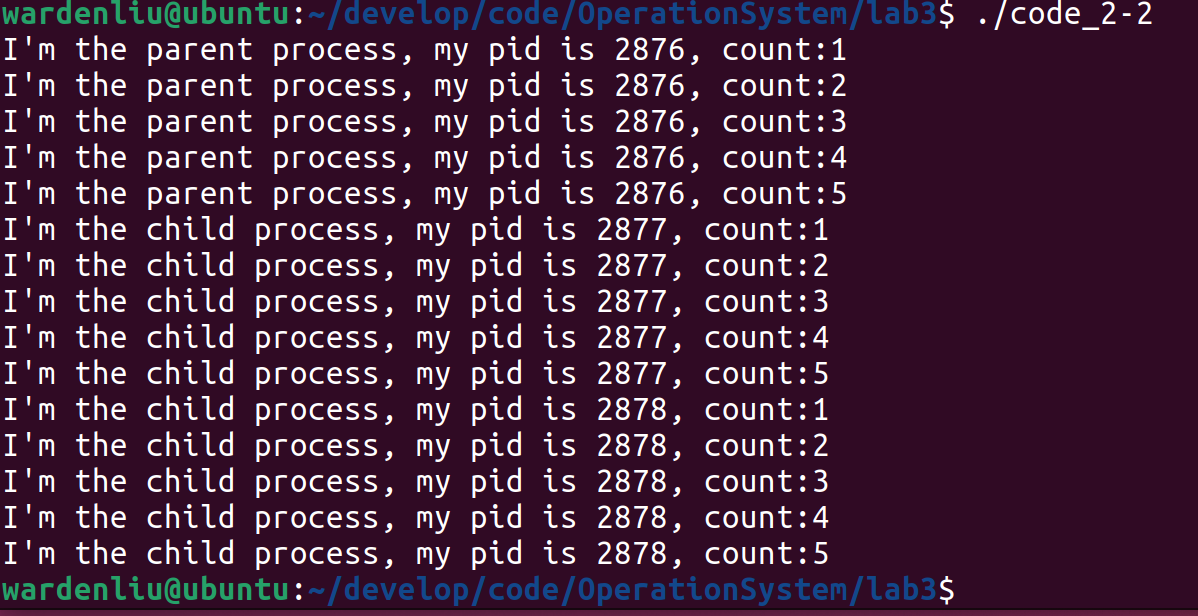 wardenliu@ubuntu:~/develop/code/OperationSystem/lab3$ ./code_2-2
I'm the parent process, my pid is 2876, count:1
I'm the parent process, my pid is 2876, count:2
I'm the parent process, my pid is 2876, count:3
I'm the parent process, my pid is 2876, count:4
I'm the parent process, my pid is 2876, count:5
I'm the child process, my pid is 2877, count:1
I'm the child process, my pid is 2877, count:2
I'm the child process, my pid is 2877, count:3
I'm the child process, my pid is 2877, count:4
I'm the child process, my pid is 2877, count:5
I'm the child process, my pid is 2878, count:1
I'm the child process, my pid is 2878, count:2
I'm the child process, my pid is 2878, count:3
I'm the child process, my pid is 2878, count:4
I'm the child process, my pid is 2878, count:5
wardenliu@ubuntu:~/develop/code/OperationSystem/lab3$